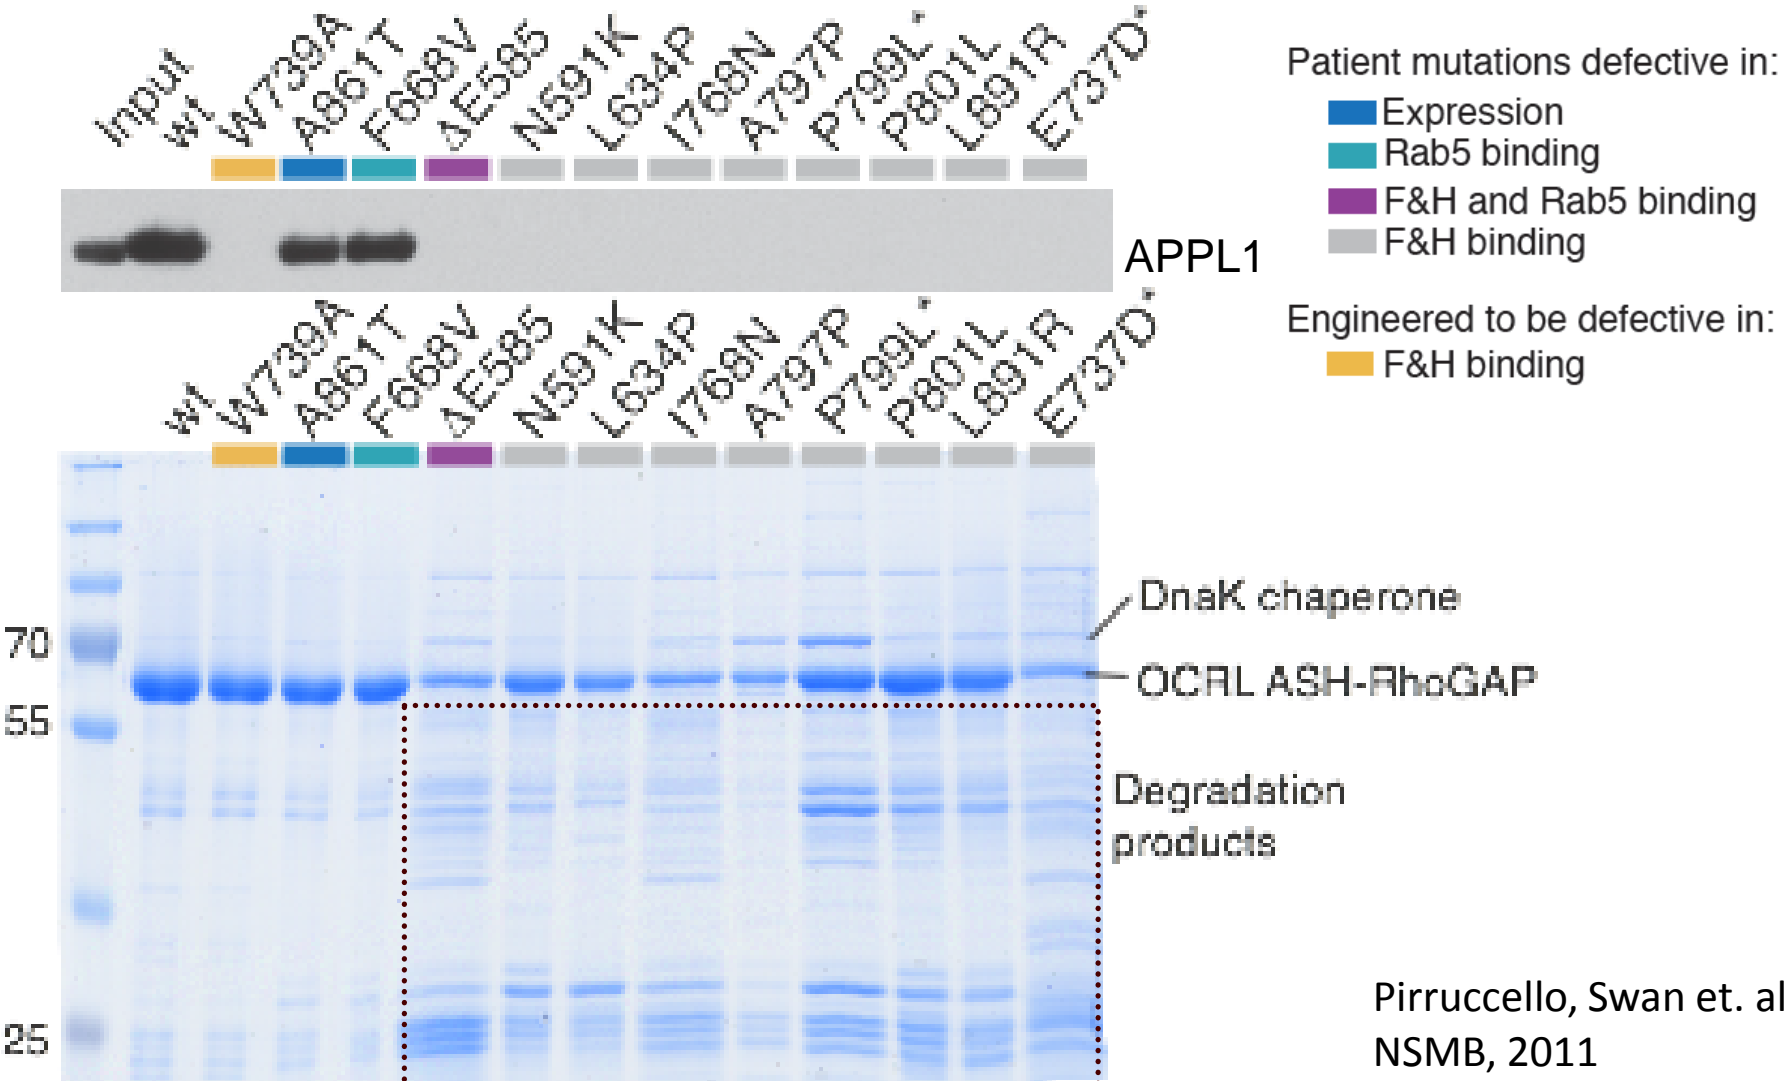 Input
wt
W739A
A861T
F668V
ΔE585
N591K
L634P
I768N
A797P
P799L*
P801L
L891R
E737D*
APPL1
Patient mutations defective in:
Expression
Rab5 binding
F&H and Rab5 binding
F&H binding
Engineered to be defective in:
F&H binding
wt
W739A
A861T
F668V
ΔE585
N591K
L634P
I768N
A797P
P799L*
P801L
L891R
E737D*
70
55
25
DnaK chaperone
OCRL ASH-RhoGAP
Degradation
products
Pirruccello, Swan et. al
NSMB, 2011